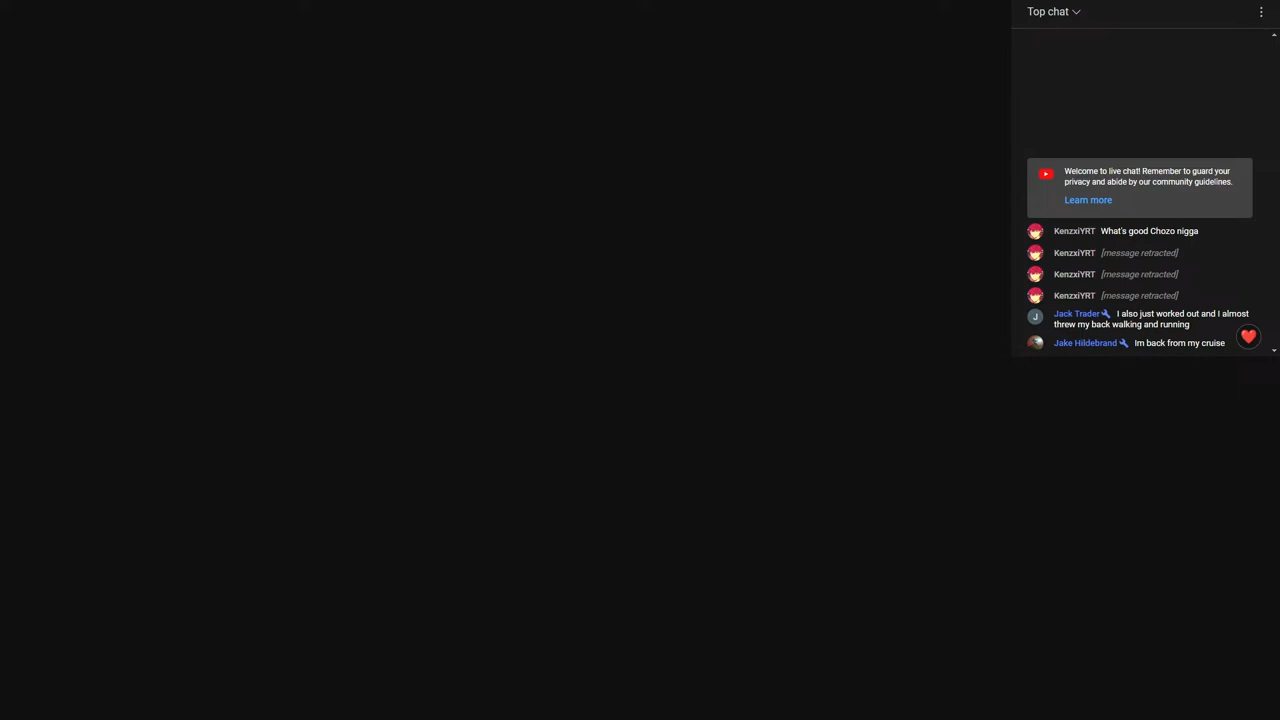 Top chat
Welcome to live chat! Remember to guard your
privacy and abide by our community guidelines.
Learn more
KenzxiYRT What's good Chozo nigga
KenzxiYRT [message retracted]
KenzxiYRT [message retracted]
KenzxiYRT [message retracted]
J Jack Trader I also just worked out and I almost
threw my back walking and running
Jake Hildebrand Im back from my cruise